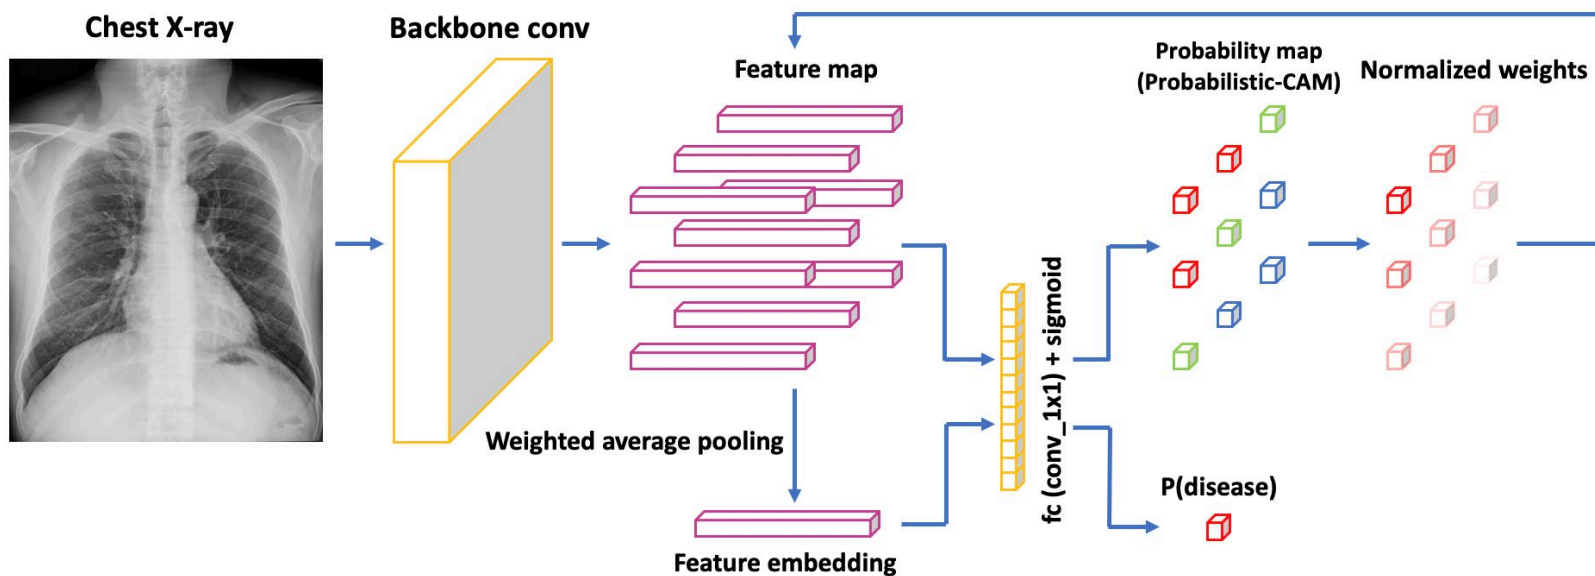 Chest X-ray
Backbone conv
Feature map
Probability map
(Probabilistic-CAM)
Normalized weights
fc (conv_1x1) + sigmoid
Weighted average pooling
P(disease)
Feature embedding